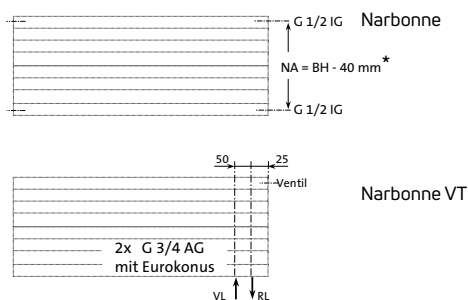 G 1/2 IG
Narbonne
NA = BH - 40 mm*
G 1/2 IG
50
25
Ventil
Narbonne VT
2x G 3/4 AG
mit Eurokonus
VL
RL